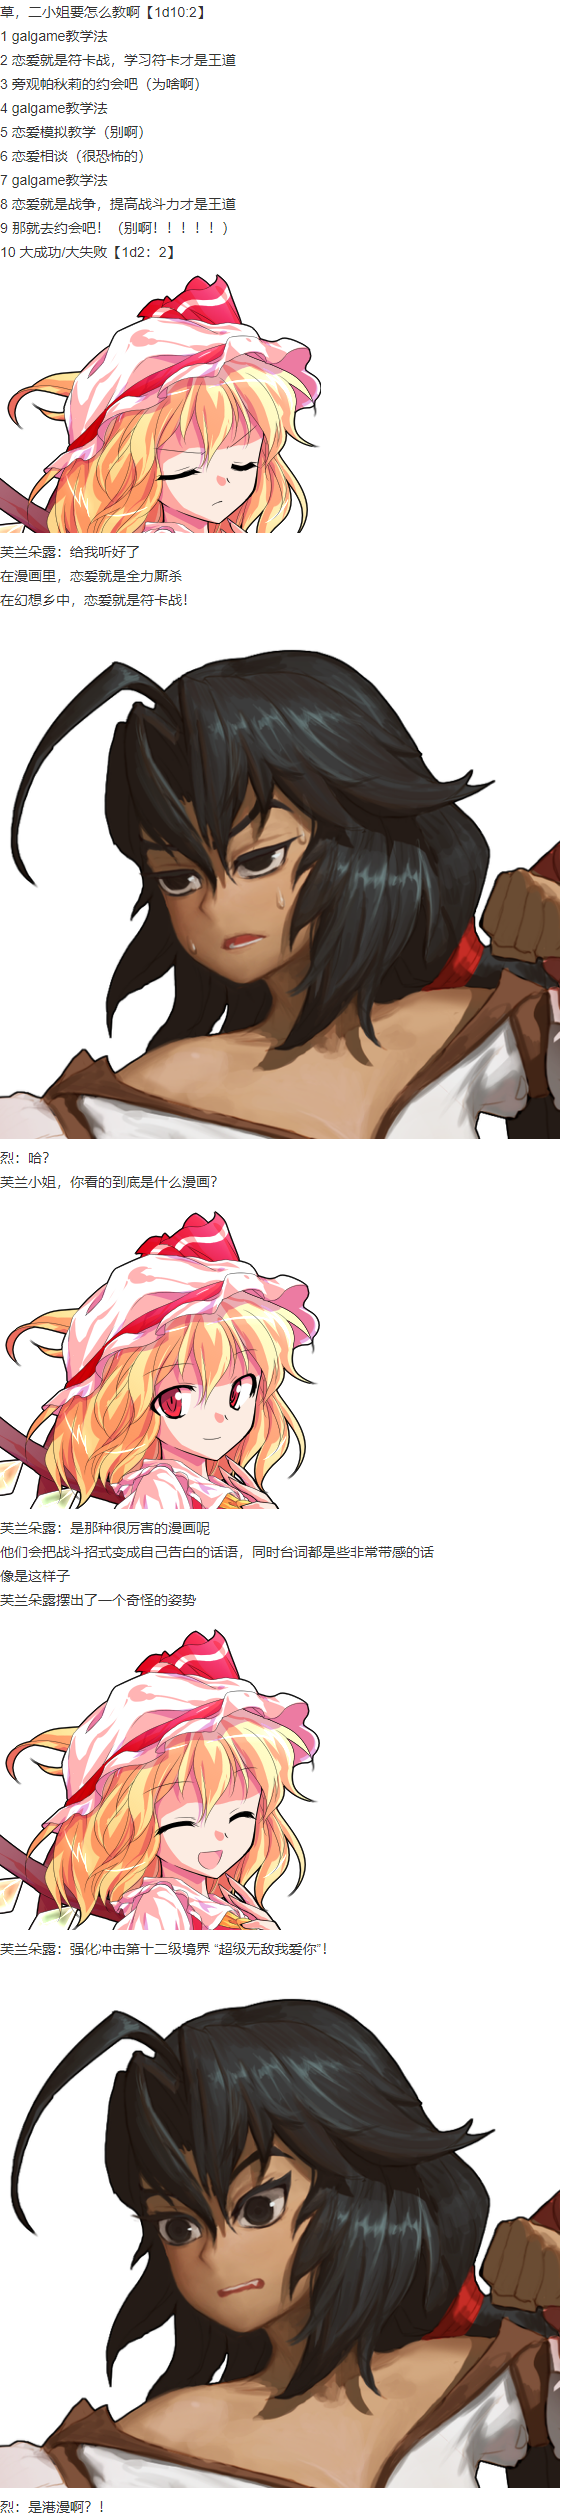 草，二小姐要怎么教啊【1d10:2】
1 galgame教学法
2 恋爱就是符卡战，学习符卡才是王道
3 旁观帕秋莉的约会吧（为啥啊）
4 galgame教学法
5 恋爱模拟教学（别啊）
6 恋爱相谈（很恐怖的）
7 galgame教学法
8 恋爱就是战争，提高战斗力才是王道
9 那就去约会吧！（别啊！！！！！）
10 大成功/大失败【1d2：2】
芙兰朵露：给我听好了
在漫画里，恋爱就是全力厮杀
在幻想乡中，恋爱就是符卡战！
烈：哈？
芙兰小姐，你看的到底是什么漫画？
芙兰朵露：是那种很厉害的漫画呢
他们会把战斗招式变成自己告白的话语，同时台词都是些非常带感的话
像是这样子
芙兰朵露摆出了一个奇怪的姿势
芙兰朵露：强化冲击第十二级境界 “超级无敌我爱你”！
烈：是港漫啊？！